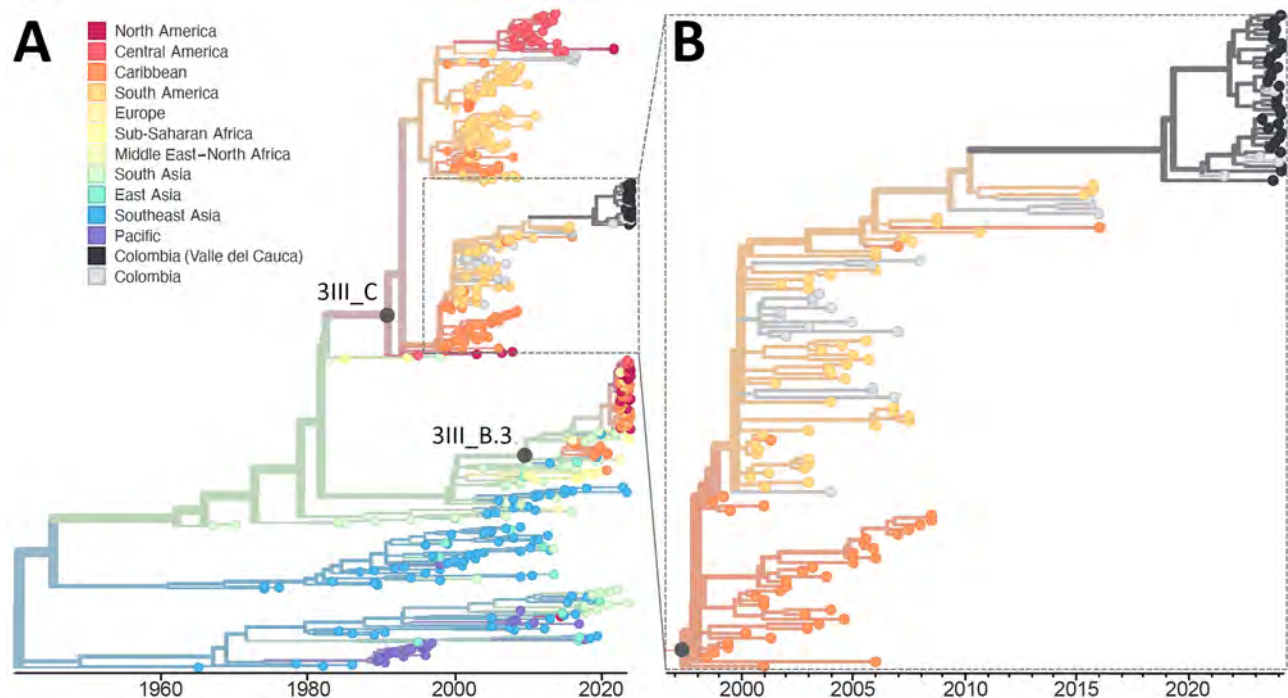 A
B
North America
Central America
Caribbean
South America
Europe
Sub-Saharan Africa
Middle East–North Africa
South Asia
East Asia
Southeast Asia
Pacific
Colombia (Valle del Cauca)
Colombia
3III_C
3III_B.3
1960
1980
2000
2020
2000
2005
2010
2015
2020